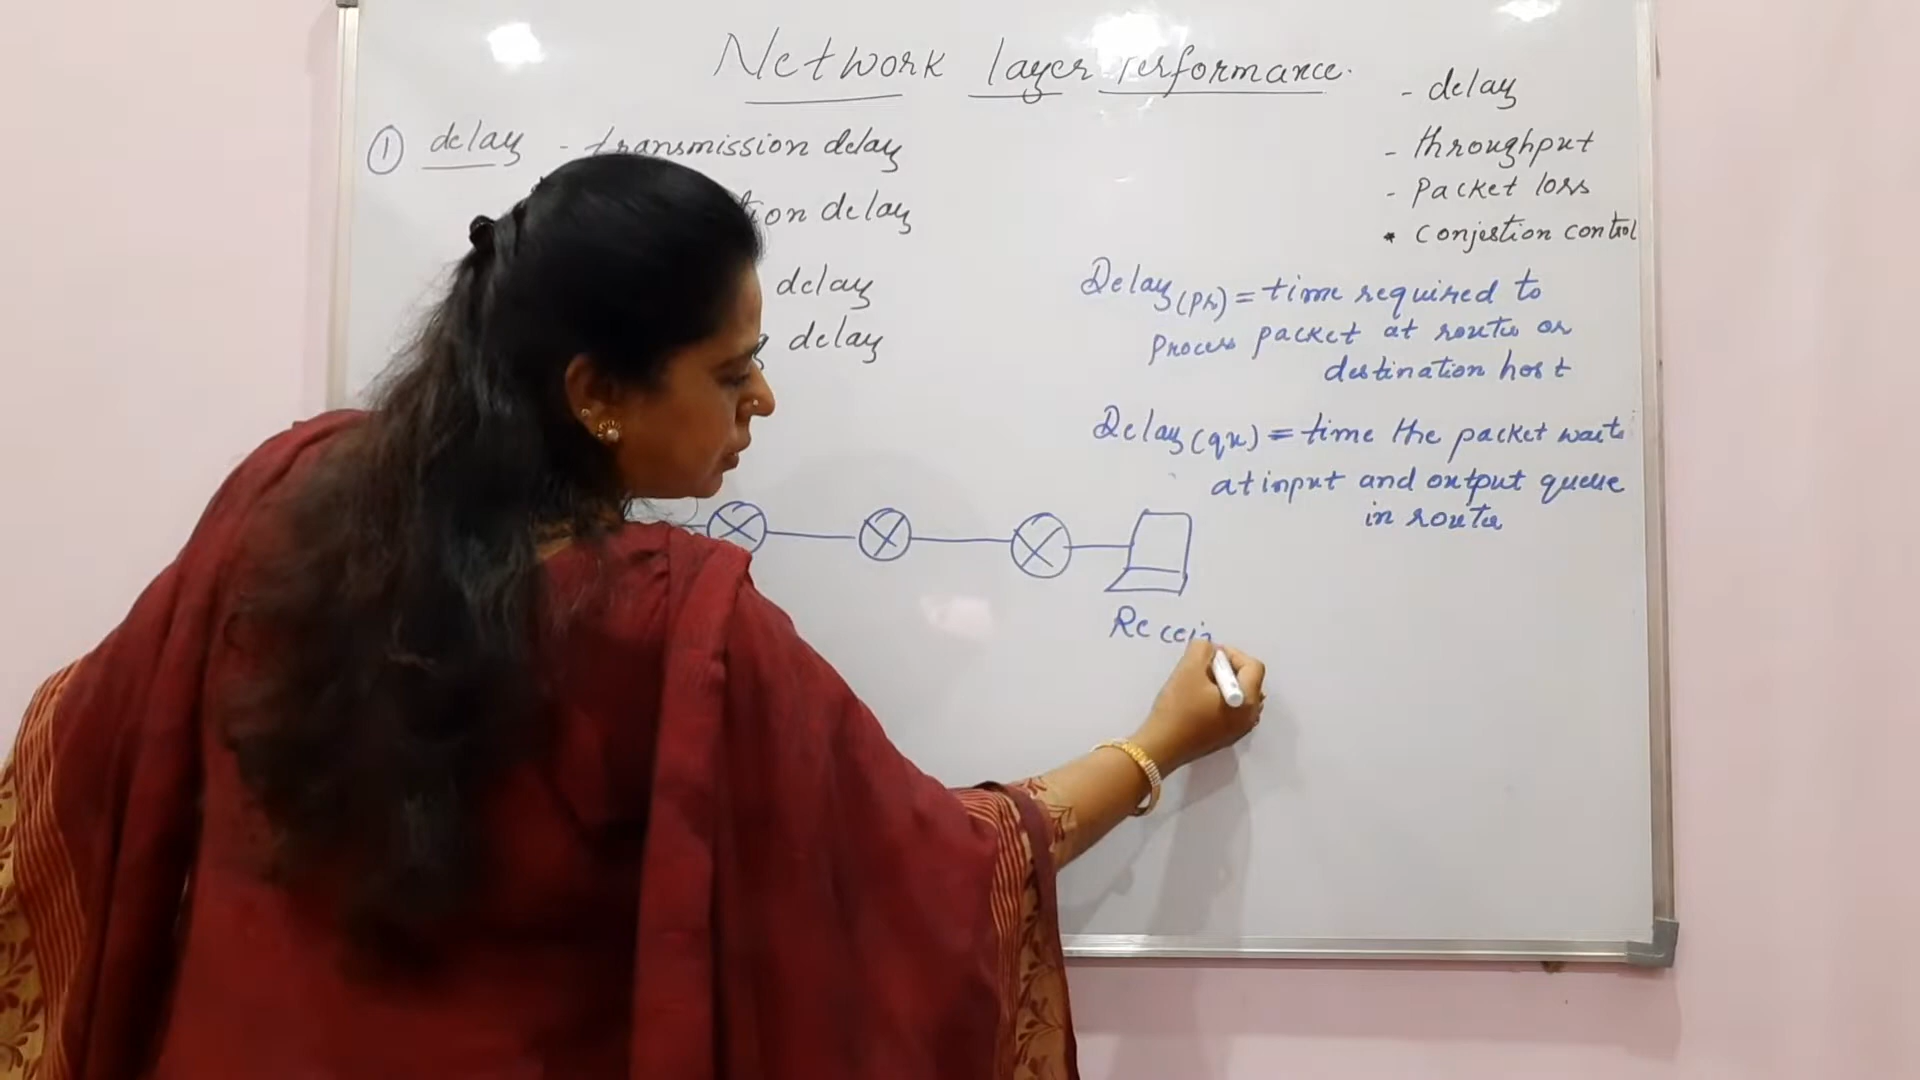 Network layer Performance.
- delay
- throughput
- Packet loss
* conjestion control
① delay - transmission delay
tion delay
delay
g delay
Delay(pr) = time required to
Process packet at router or
destination host
Delay(qu) = time the packet waits
at input and output queue
in router
Recei